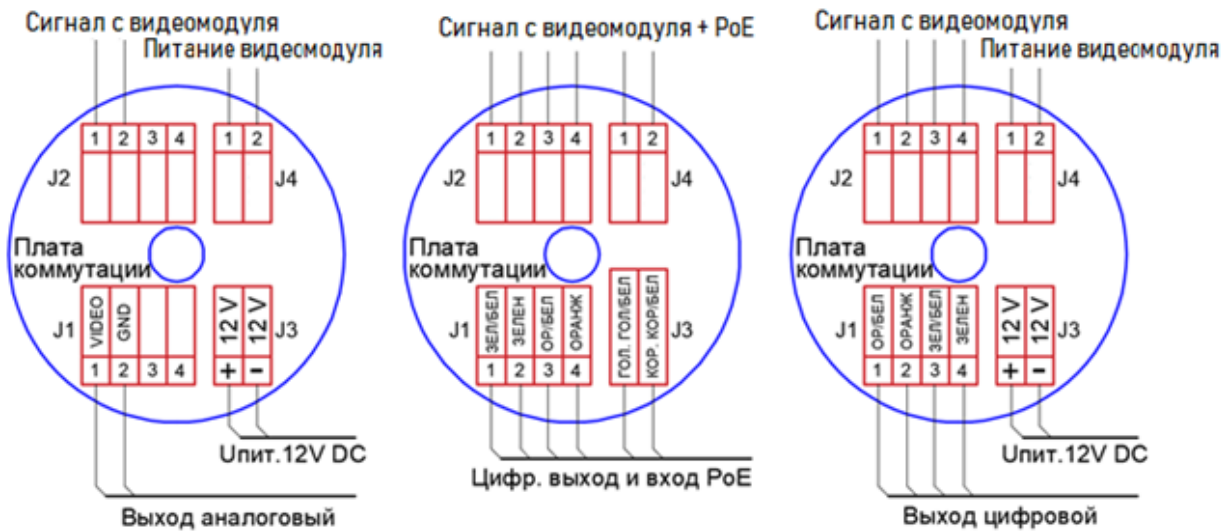 Сигнал с видеомодуля
Питание видеомодуля
1 2 3 4 1 2
J2 J4
Плата
коммутации
J1 VIDEO GND 12 V 12 V J3
1 2 3 4 + -
Uпит.12V DC
Выход аналоговый
Сигнал с видеомодуля + PoE
1 2 3 4 1 2
J2 J4
Плата
коммутации
J1 ЗЕЛ/БЕЛ ЗЕЛЕН ОР/БЕЛ ОРАНЖ ГОЛ. ГОЛ/БЕЛ КОР. КОР/БЕЛ J3
1 2 3 4
Цифр. выход и вход PoE
Сигнал с видеомодуля
Питание видеомодуля
1 2 3 4 1 2
J2 J4
Плата
коммутации
J1 ОР/БЕЛ ОРАНЖ ЗЕЛ/БЕЛ ЗЕЛЕН 12 V 12 V J3
1 2 3 4 + -
Uпит.12V DC
Выход цифровой